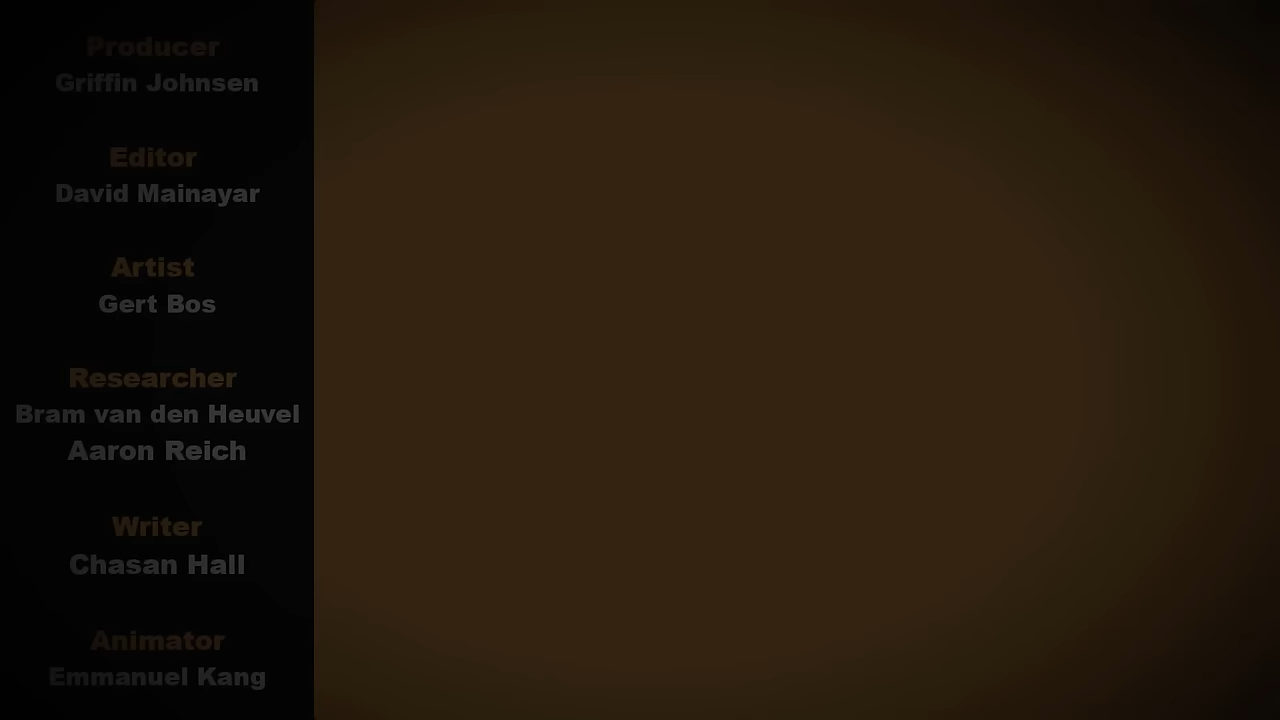 Producer
Griffin Johnsen
Editor
David Mainayar
Artist
Gert Bos
Researcher
Bram van den Heuvel
Aaron Reich
Writer
Chasan Hall
Animator
Emmanuel Kang